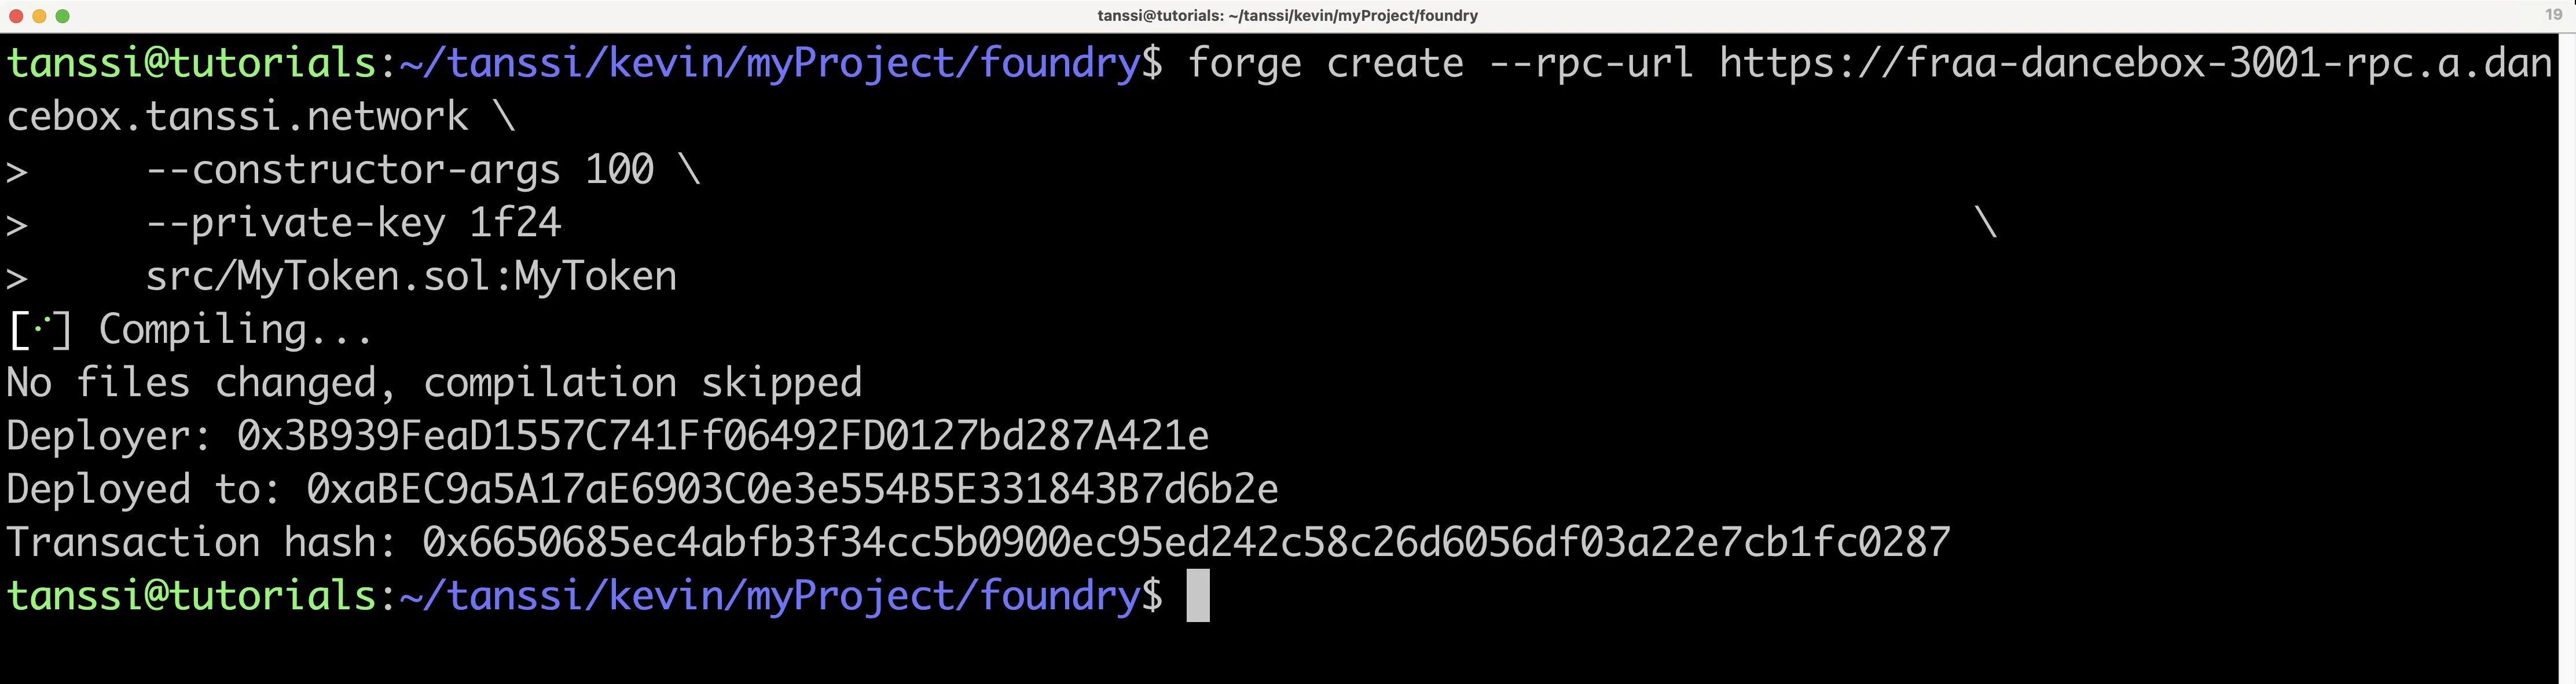 tanssi@tutorials: ~/tanssi/kevin/myProject/foundry
19
tanssi@tutorials:~/tanssi/kevin/myProject/foundry$ forge create --rpc-url https://fraa-dancebox-3001-rpc.a.dan
cebox.tanssi.network \
> --constructor-args 100 \
> --private-key 1f24 \
> src/MyToken.sol:MyToken
[⠊] Compiling...
No files changed, compilation skipped
Deployer: 0x3B939FeaD1557C741Ff06492FD0127bd287A421e
Deployed to: 0xaBEC9a5A17aE6903C0e3e554B5E331843B7d6b2e
Transaction hash: 0x6650685ec4abfb3f34cc5b0900ec95ed242c58c26d6056df03a22e7cb1fc0287
tanssi@tutorials:~/tanssi/kevin/myProject/foundry$